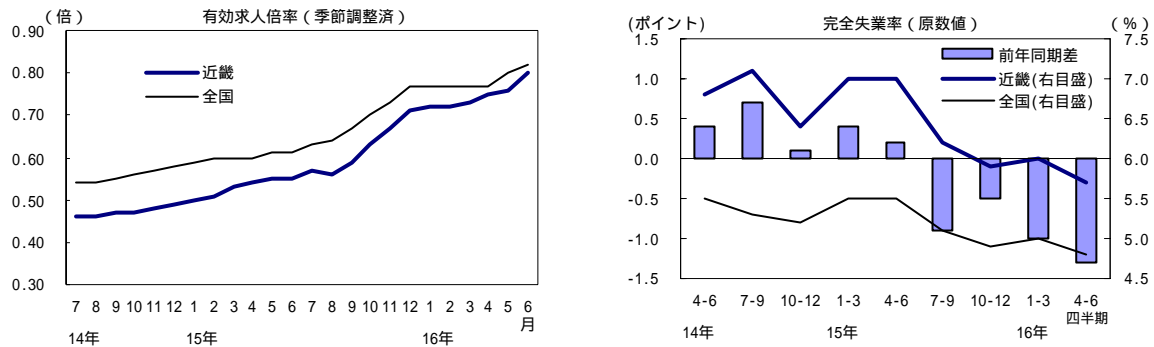 (倍)
有効求人倍率(季節調整済)
0.90
0.80
0.70
0.60
0.50
0.40
0.30
近畿
全国
7 8 9 10 11 12 1 2 3 4 5 6 7 8 9 10 11 12 1 2 3 4 5 6
月
14年 15年 16年
(ポイント) 完全失業率(原数値) (%)
1.5
1.0
0.5
0.0
-0.5
-1.0
-1.5
前年同期差
近畿(右目盛)
全国(右目盛)
7.5
7.0
6.5
6.0
5.5
5.0
4.5
4-6 7-9 10-12 1-3 4-6 7-9 10-12 1-3 4-6
四半期
14年 15年 16年